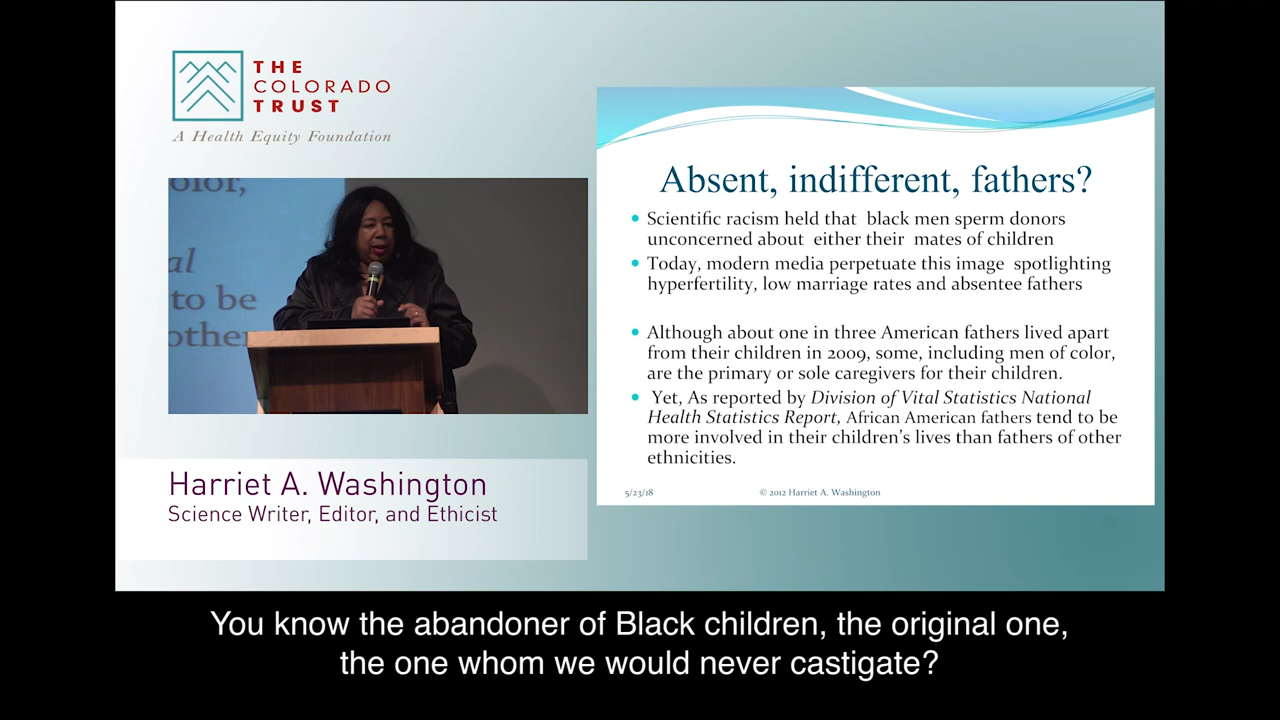 THE
COLORADO
TRUST
A Health Equity Foundation
olor,
al
to be
other
Harriet A. Washington
Science Writer, Editor, and Ethicist
Absent, indifferent, fathers?
Scientific racism held that black men sperm donors
unconcerned about either their mates of children
Today, modern media perpetuate this image spotlighting
hyperfertility, low marriage rates and absentee fathers
Although about one in three American fathers lived apart
from their children in 2009, some, including men of color,
are the primary or sole caregivers for their children.
Yet, As reported by Division of Vital Statistics National
Health Statistics Report, African American fathers tend to be
more involved in their children's lives than fathers of other
ethnicities.
5/23/18 © 2012 Harriet A. Washington
You know the abandoner of Black children, the original one,
the one whom we would never castigate?